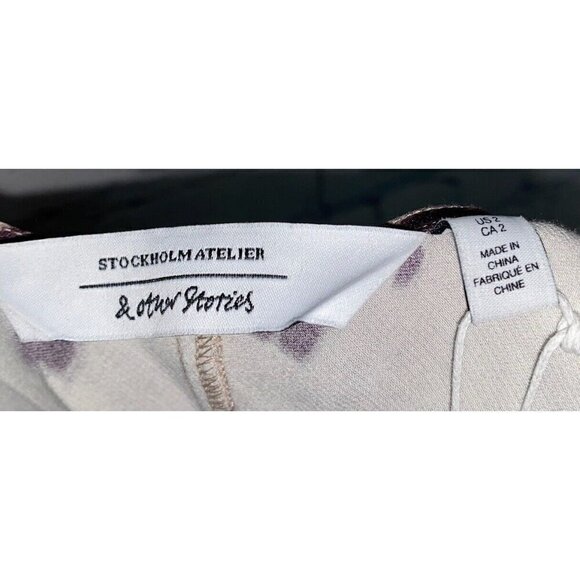 STOCKHOLM ATELIER
& other Stories
US 2
CA 2
MADE IN
CHINA
FABRIQUÉ EN
CHINE